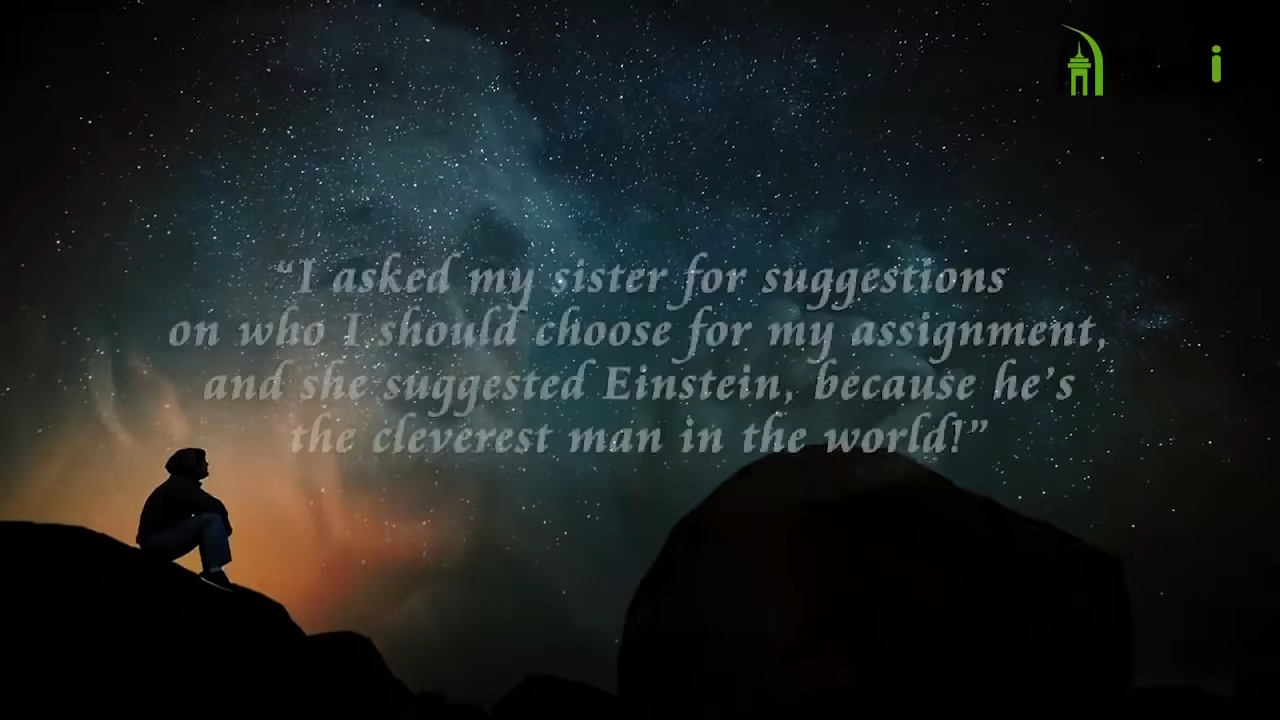 “I asked my sister for suggestions
on who I should choose for my assignment,
and she suggested Einstein, because he’s
the cleverest man in the world!”
i